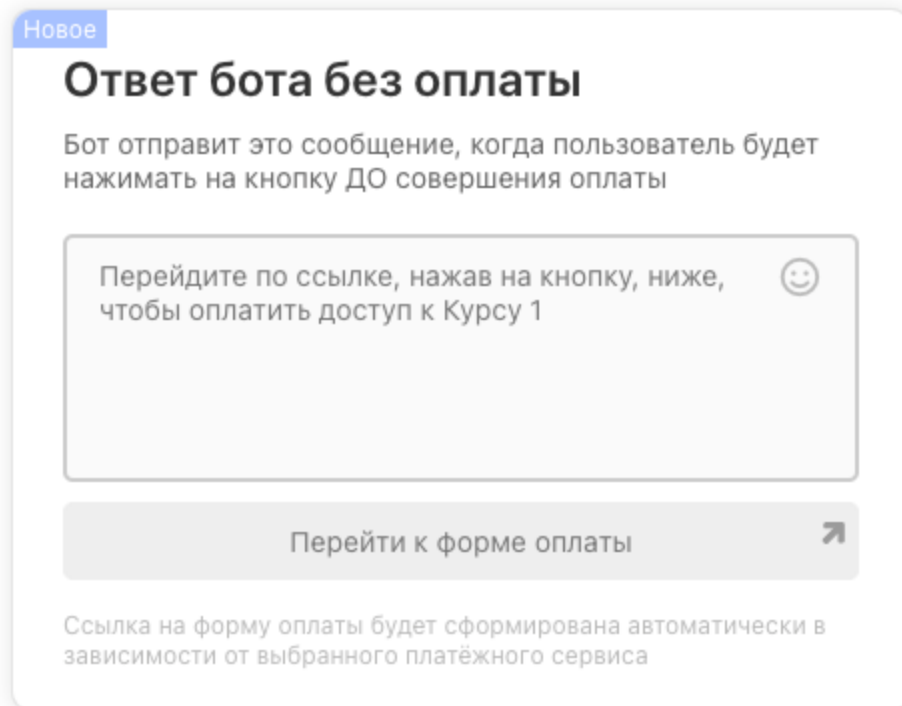 Новое
Ответ бота без оплаты
Бот отправит это сообщение, когда пользователь будет
нажимать на кнопку ДО совершения оплаты
Перейдите по ссылке, нажав на кнопку, ниже,
чтобы оплатить доступ к Курсу 1
Перейти к форме оплаты
Ссылка на форму оплаты будет сформирована автоматически в
зависимости от выбранного платёжного сервиса